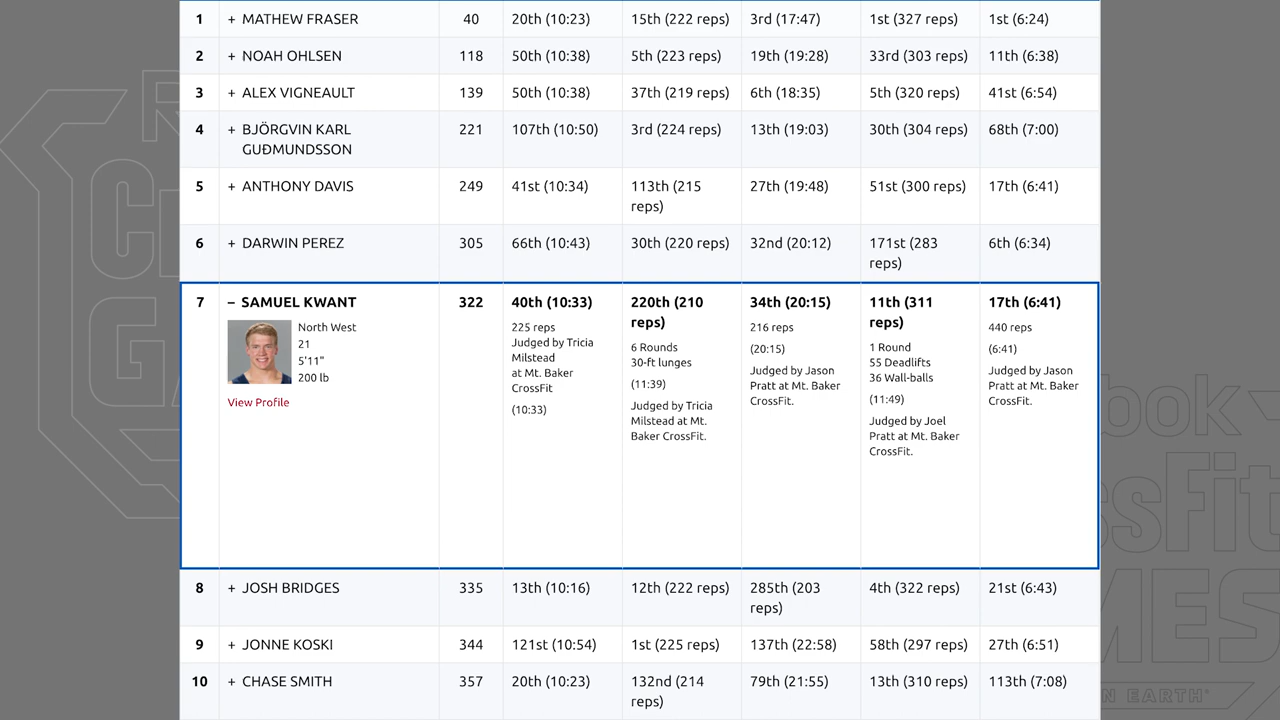 1 + MATHEW FRASER 40 20th (10:23) 15th (222 reps) 3rd (17:47) 1st (327 reps) 1st (6:24)
2 + NOAH OHLSEN 118 50th (10:38) 5th (223 reps) 19th (19:28) 33rd (303 reps) 11th (6:38)
3 + ALEX VIGNEAULT 139 50th (10:38) 37th (219 reps) 6th (18:35) 5th (320 reps) 41st (6:54)
4 + BJÖRGVIN KARL 221 107th (10:50) 3rd (224 reps) 13th (19:03) 30th (304 reps) 68th (7:00)
GUÐMUNDSSON
5 + ANTHONY DAVIS 249 41st (10:34) 113th (215 27th (19:48) 51st (300 reps) 17th (6:41)
reps)
6 + DARWIN PEREZ 305 66th (10:43) 30th (220 reps) 32nd (20:12) 171st (283 6th (6:34)
reps)
7 – SAMUEL KWANT 322 40th (10:33) 220th (210 34th (20:15) 11th (311 17th (6:41)
reps) reps)
North West
21
5'11"
200 lb
View Profile
225 reps
Judged by Tricia
Milstead
at Mt. Baker
CrossFit
(10:33)
6 Rounds
30-ft lunges
(11:39)
Judged by Tricia
Milstead at Mt.
Baker CrossFit.
216 reps
(20:15)
Judged by Jason
Pratt at Mt. Baker
CrossFit.
1 Round
55 Deadlifts
36 Wall-balls
(11:49)
Judged by Joel
Pratt at Mt. Baker
CrossFit.
440 reps
(6:41)
Judged by Jason
Pratt at Mt. Baker
CrossFit.
8 + JOSH BRIDGES 335 13th (10:16) 12th (222 reps) 285th (203 4th (322 reps) 21st (6:43)
reps)
9 + JONNE KOSKI 344 121st (10:54) 1st (225 reps) 137th (22:58) 58th (297 reps) 27th (6:51)
10 + CHASE SMITH 357 20th (10:23) 132nd (214 79th (21:55) 13th (310 reps) 113th (7:08)
reps)